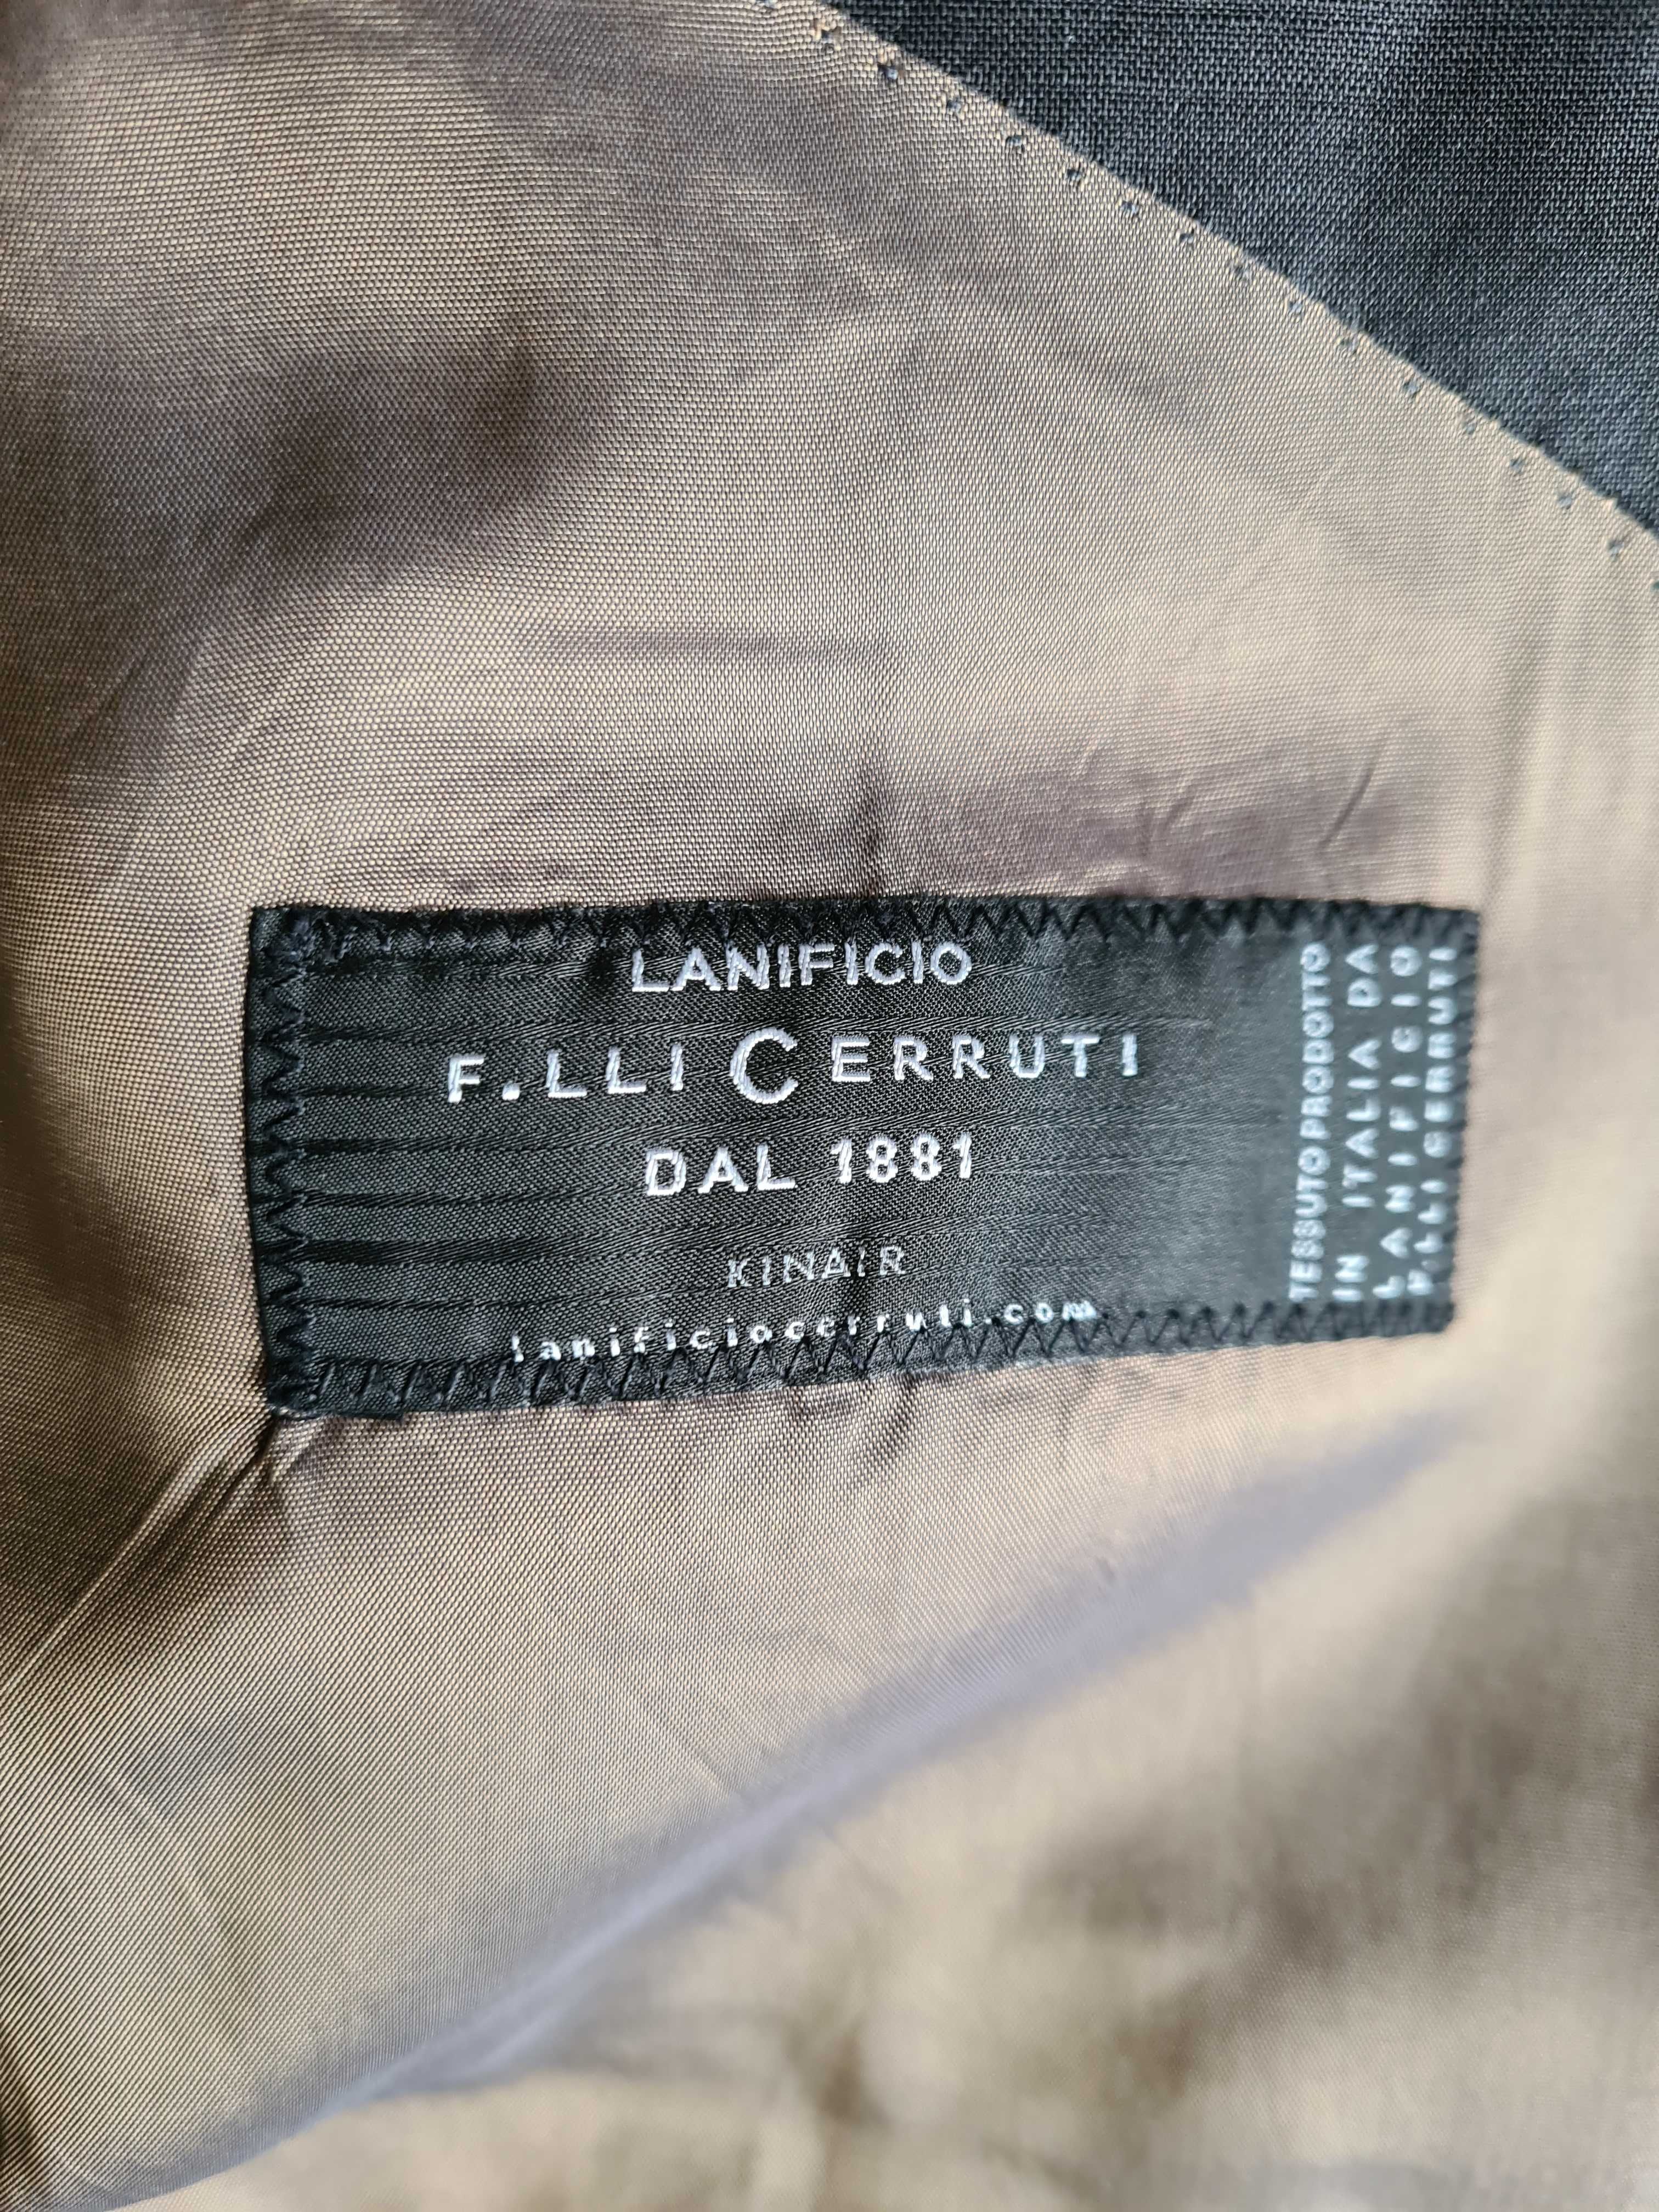 LANIFICIO
F.LLI CERRUTI
DAL 1881
KINAIR
lanificiocerruti.com
TESSUTO PRODOTTO
IN ITALIA DA
LANIFICIO
F.LLI CERRUTI